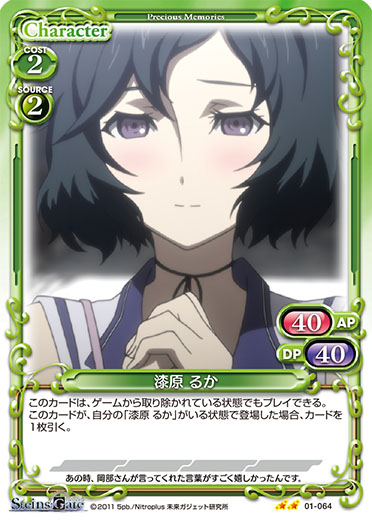 Precious Memories
Character
COST
2
SOURCE
2
40 AP
DP 40
漆原 るか
このカードは、ゲームから取り除かれている状態でもプレイできる。
このカードが、自分の「漆原 るか」がいる状態で登場した場合、カードを
1枚引く。
あの時、岡部さんが言ってくれた言葉がすごく嬉しかったんです。
Steins;Gate
©2011 5pb./Nitroplus 未来ガジェット研究所
01-064